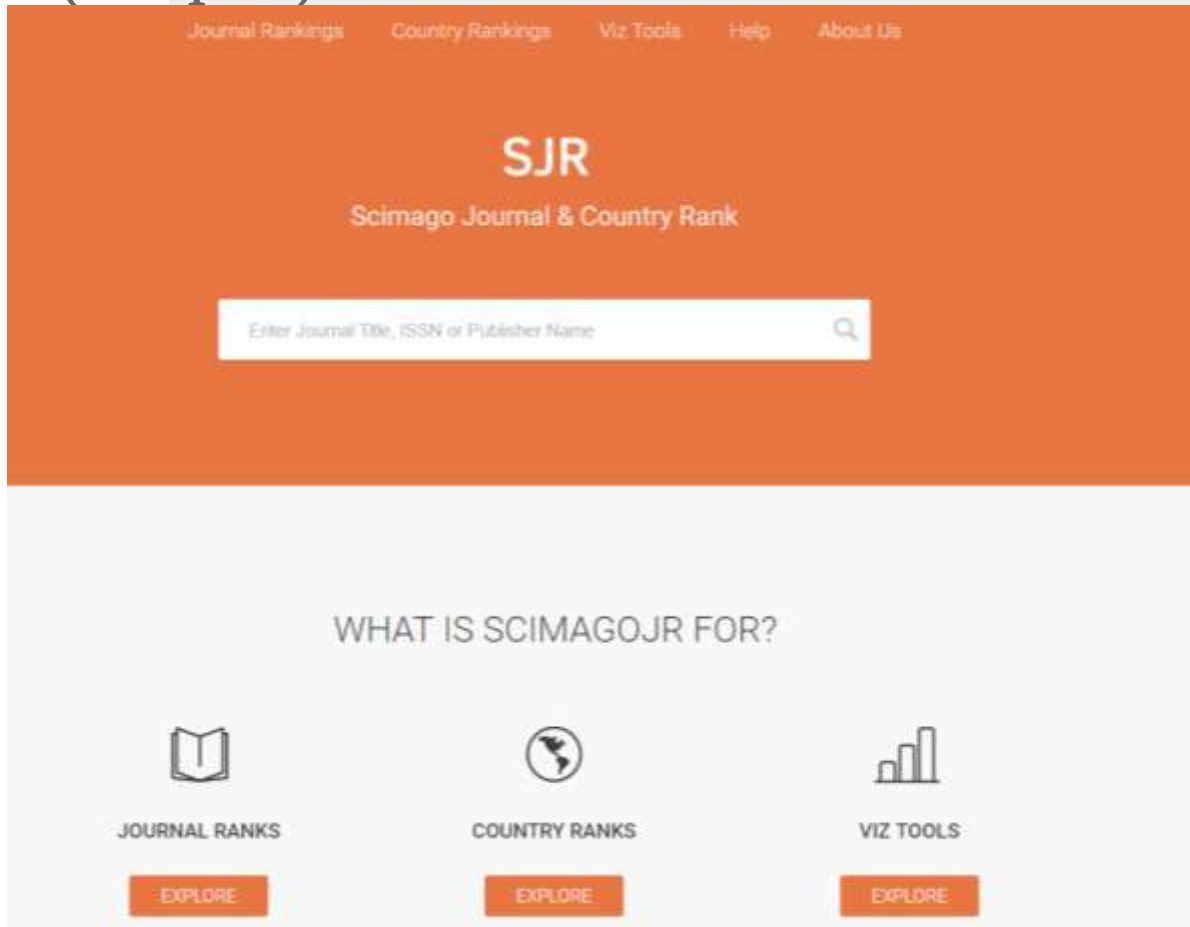 Journal Rankings Country Rankings Viz Tools Help About Us
SJR
Scimago Journal & Country Rank
Enter Journal Title, ISSN or Publisher Name
WHAT IS SCIMAGOJR FOR?
JOURNAL RANKS COUNTRY RANKS VIZ TOOLS
EXPLORE EXPLORE EXPLORE